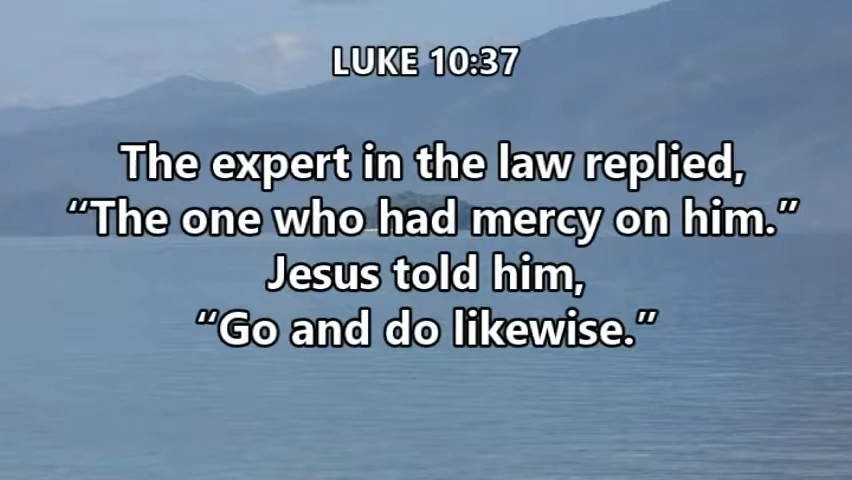 LUKE 10:37
The expert in the law replied,
“The one who had mercy on him.”
Jesus told him,
“Go and do likewise.”